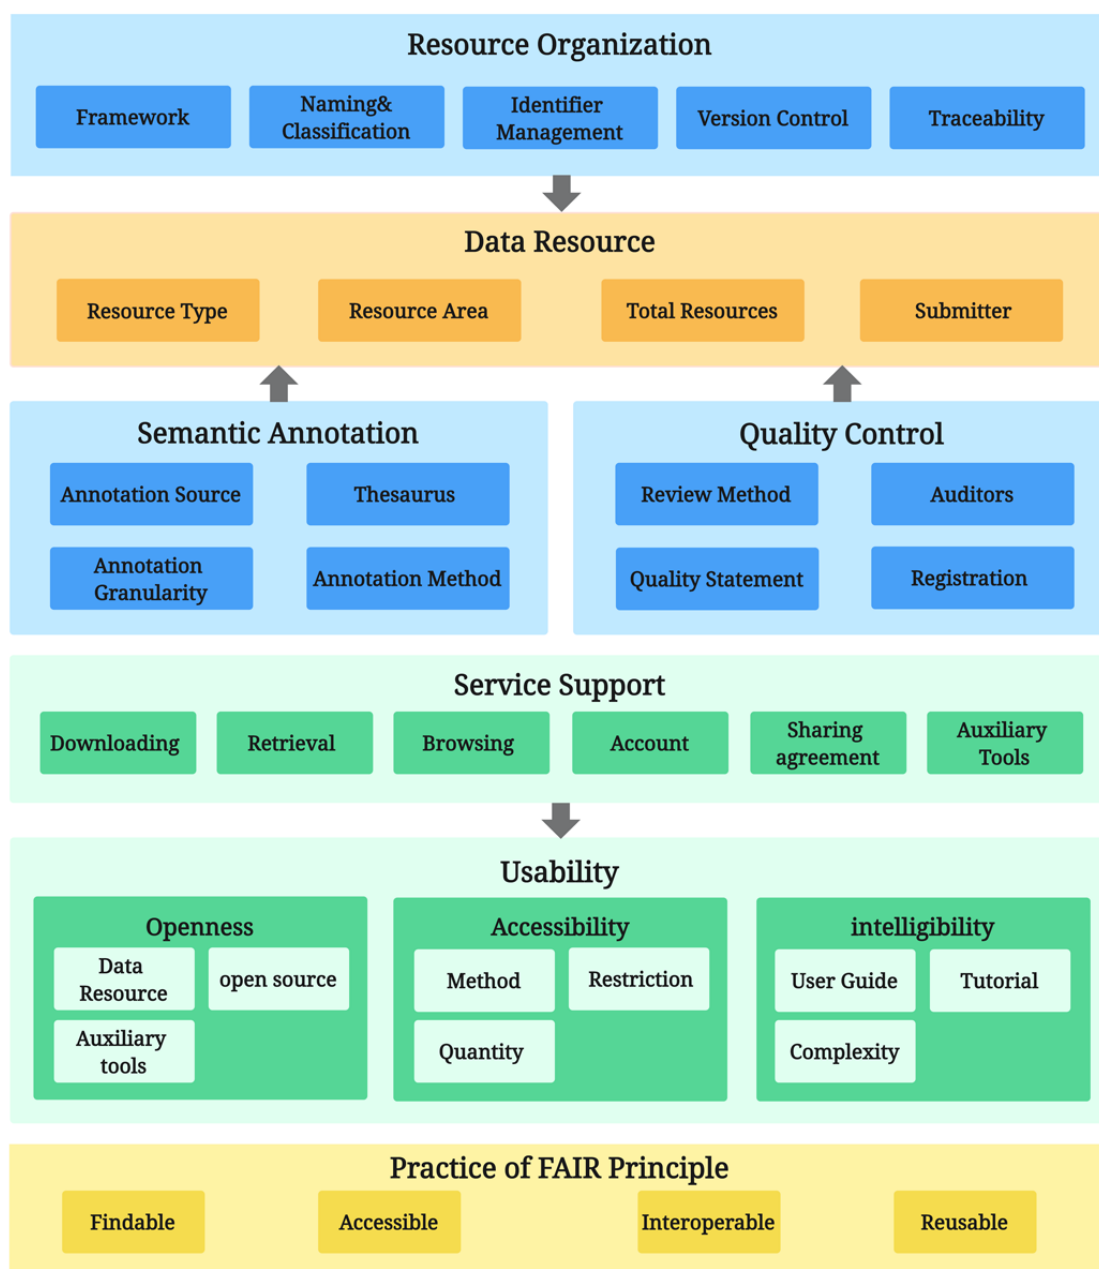 Resource Organization
Framework
Naming&
Classification
Identifier
Management
Version Control
Traceability
Data Resource
Resource Type
Resource Area
Total Resources
Submitter
Semantic Annotation
Annotation Source
Thesaurus
Annotation
Granularity
Annotation Method
Quality Control
Review Method
Auditors
Quality Statement
Registration
Service Support
Downloading
Retrieval
Browsing
Account
Sharing
agreement
Auxiliary
Tools
Usability
Openness
Data
Resource
open source
Auxiliary
tools
Accessibility
Method
Restriction
Quantity
intelligibility
User Guide
Tutorial
Complexity
Practice of FAIR Principle
Findable
Accessible
Interoperable
Reusable